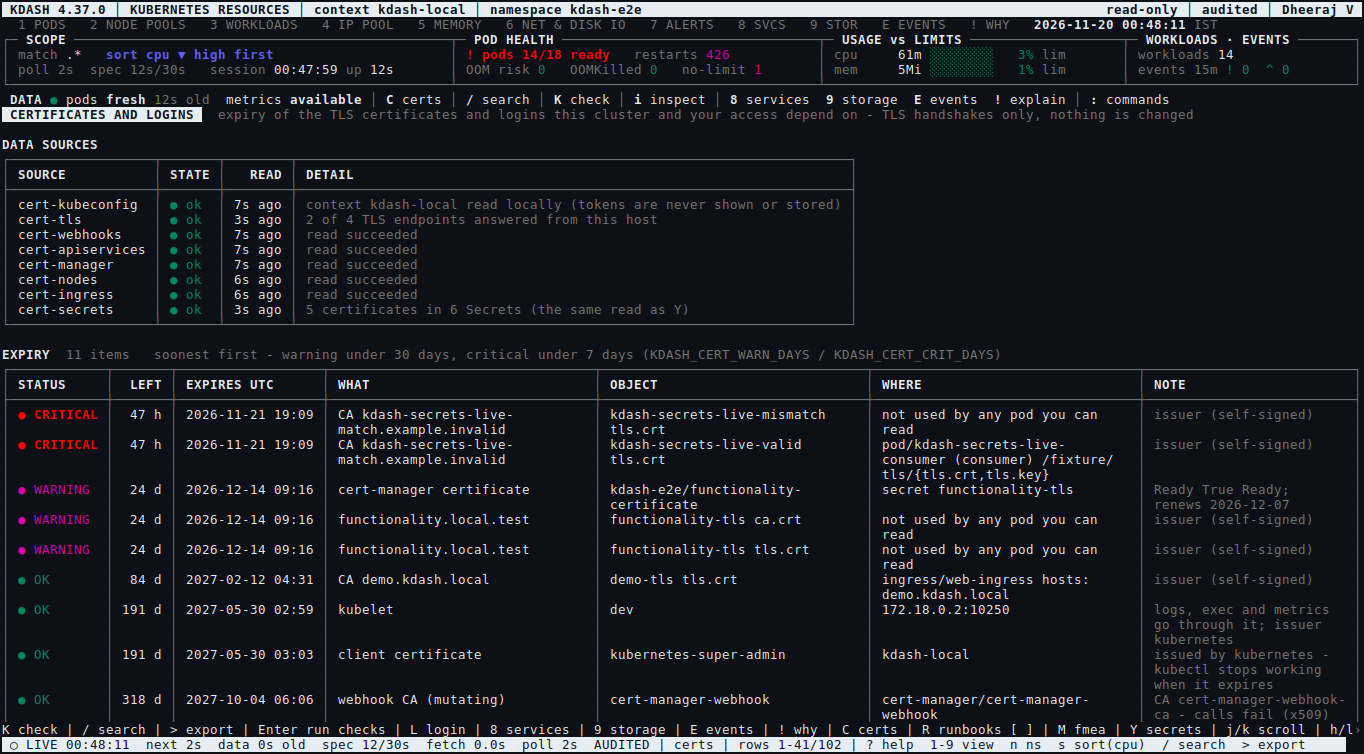 KDASH 4.37.0 │ KUBERNETES RESOURCES │ context kdash-local │ namespace kdash-e2e read-only │ audited │ Dheeraj V
1 PODS 2 NODE POOLS 3 WORKLOADS 4 IP POOL 5 MEMORY 6 NET & DISK IO 7 ALERTS 8 SVCS 9 STOR E EVENTS ! WHY 2026-11-20 00:48:11 IST
SCOPE POD HEALTH USAGE vs LIMITS WORKLOADS · EVENTS
match .* sort cpu ▼ high first ! pods 14/18 ready restarts 426 cpu 61m 3% lim workloads 14
poll 2s spec 12s/30s session 00:47:59 up 12s OOM risk 0 OOMKilled 0 no-limit 1 mem 5Mi 1% lim events 15m ! 0 ^ 0
DATA ● pods fresh 12s old metrics available │ C certs │ / search │ K check │ i inspect │ 8 services 9 storage E events ! explain │ : commands
CERTIFICATES AND LOGINS expiry of the TLS certificates and logins this cluster and your access depend on - TLS handshakes only, nothing is changed
DATA SOURCES
SOURCE STATE READ DETAIL
cert-kubeconfig ● ok 7s ago context kdash-local read locally (tokens are never shown or stored)
cert-tls ● ok 3s ago 2 of 4 TLS endpoints answered from this host
cert-webhooks ● ok 7s ago read succeeded
cert-apiservices ● ok 7s ago read succeeded
cert-manager ● ok 7s ago read succeeded
cert-nodes ● ok 6s ago read succeeded
cert-ingress ● ok 6s ago read succeeded
cert-secrets ● ok 3s ago 5 certificates in 6 Secrets (the same read as Y)
EXPIRY 11 items soonest first - warning under 30 days, critical under 7 days (KDASH_CERT_WARN_DAYS / KDASH_CERT_CRIT_DAYS)
STATUS LEFT EXPIRES UTC WHAT OBJECT WHERE NOTE
● CRITICAL 47 h 2026-11-21 19:09 CA kdash-secrets-live- kdash-secrets-live-mismatch not used by any pod you can issuer (self-signed)
match.example.invalid tls.crt read
● CRITICAL 47 h 2026-11-21 19:09 CA kdash-secrets-live- kdash-secrets-live-valid pod/kdash-secrets-live- issuer (self-signed)
match.example.invalid tls.crt consumer (consumer) /fixture/
tls/{tls.crt,tls.key}
● WARNING 24 d 2026-12-14 09:16 cert-manager certificate kdash-e2e/functionality- secret functionality-tls Ready True Ready;
certificate renews 2026-12-07
● WARNING 24 d 2026-12-14 09:16 functionality.local.test functionality-tls ca.crt not used by any pod you can issuer (self-signed)
read
● WARNING 24 d 2026-12-14 09:16 functionality.local.test functionality-tls tls.crt not used by any pod you can issuer (self-signed)
read
● OK 84 d 2027-02-12 04:31 CA demo.kdash.local demo-tls tls.crt ingress/web-ingress hosts: issuer (self-signed)
demo.kdash.local
● OK 191 d 2027-05-30 02:59 kubelet dev 172.18.0.2:10250 logs, exec and metrics
go through it; issuer
kubernetes
● OK 191 d 2027-05-30 03:03 client certificate kubernetes-super-admin kdash-local issued by kubernetes -
kubectl stops working
when it expires
● OK 318 d 2027-10-04 06:06 webhook CA (mutating) cert-manager-webhook cert-manager/cert-manager- CA cert-manager-webhook-
webhook ca - calls fail (x509)
K check | / search | > export | Enter run checks | L login | 8 services | 9 storage | E events | ! why | C certs | R runbooks [ ] | M fmea | Y secrets | j/k scroll | h/l›
○ LIVE 00:48:11 next 2s data 0s old spec 12/30s fetch 0.0s poll 2s AUDITED | certs | rows 1-41/102 | ? help 1-9 view n ns s sort(cpu) / search > export